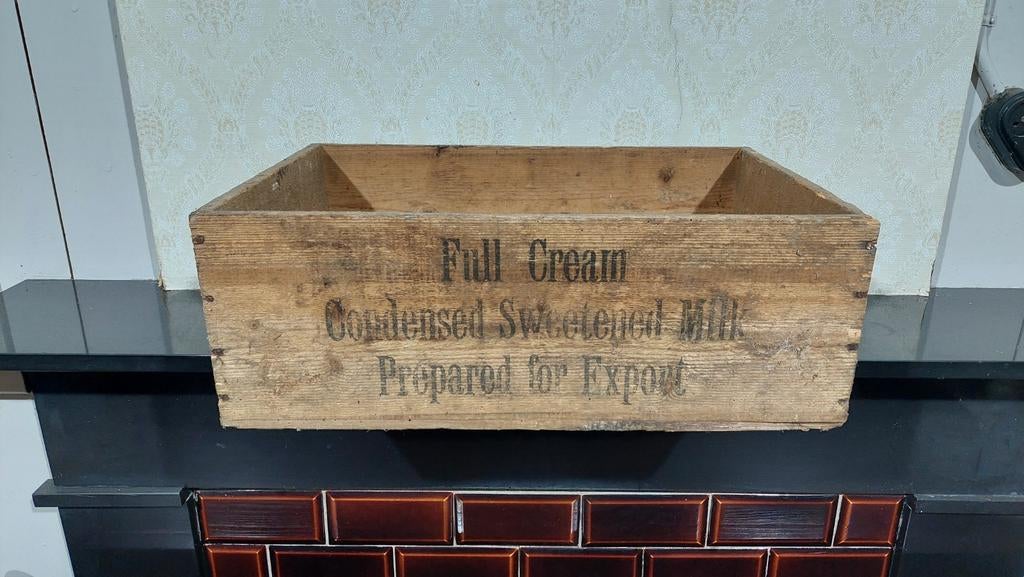 Full Cream
Condensed Sweetened Milk
Prepared for Export